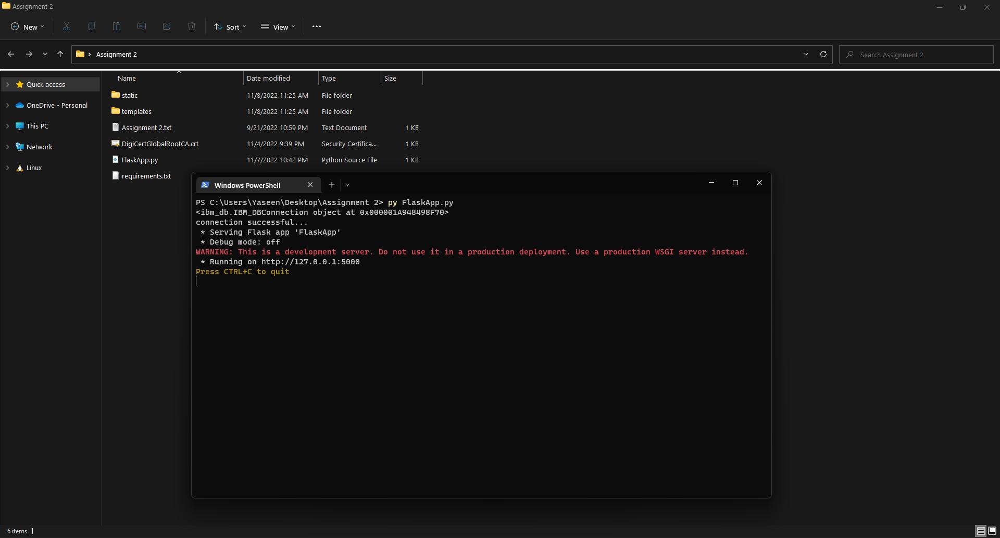 Assignment 2
New
Sort
View
Assignment 2
Search Assignment 2
Quick access
OneDrive - Personal
This PC
Network
Linux
Name Date modified Type Size
static 11/8/2022 11:25 AM File folder
templates 11/8/2022 11:25 AM File folder
Assignment 2.txt 9/21/2022 10:59 PM Text Document 1 KB
DigiCertGlobalRootCA.crt 11/4/2022 9:39 PM Security Certifica... 1 KB
FlaskApp.py 11/7/2022 10:42 PM Python Source File 1 KB
requirements.txt
Windows PowerShell
PS C:\Users\Yaseen\Desktop\Assignment 2> py FlaskApp.py
<ibm_db.IBM_DBConnection object at 0x000001A948498F70>
connection successful...
* Serving Flask app 'FlaskApp'
* Debug mode: off
WARNING: This is a development server. Do not use it in a production deployment. Use a production WSGI server instead.
* Running on http://127.0.0.1:5000
Press CTRL+C to quit
6 items